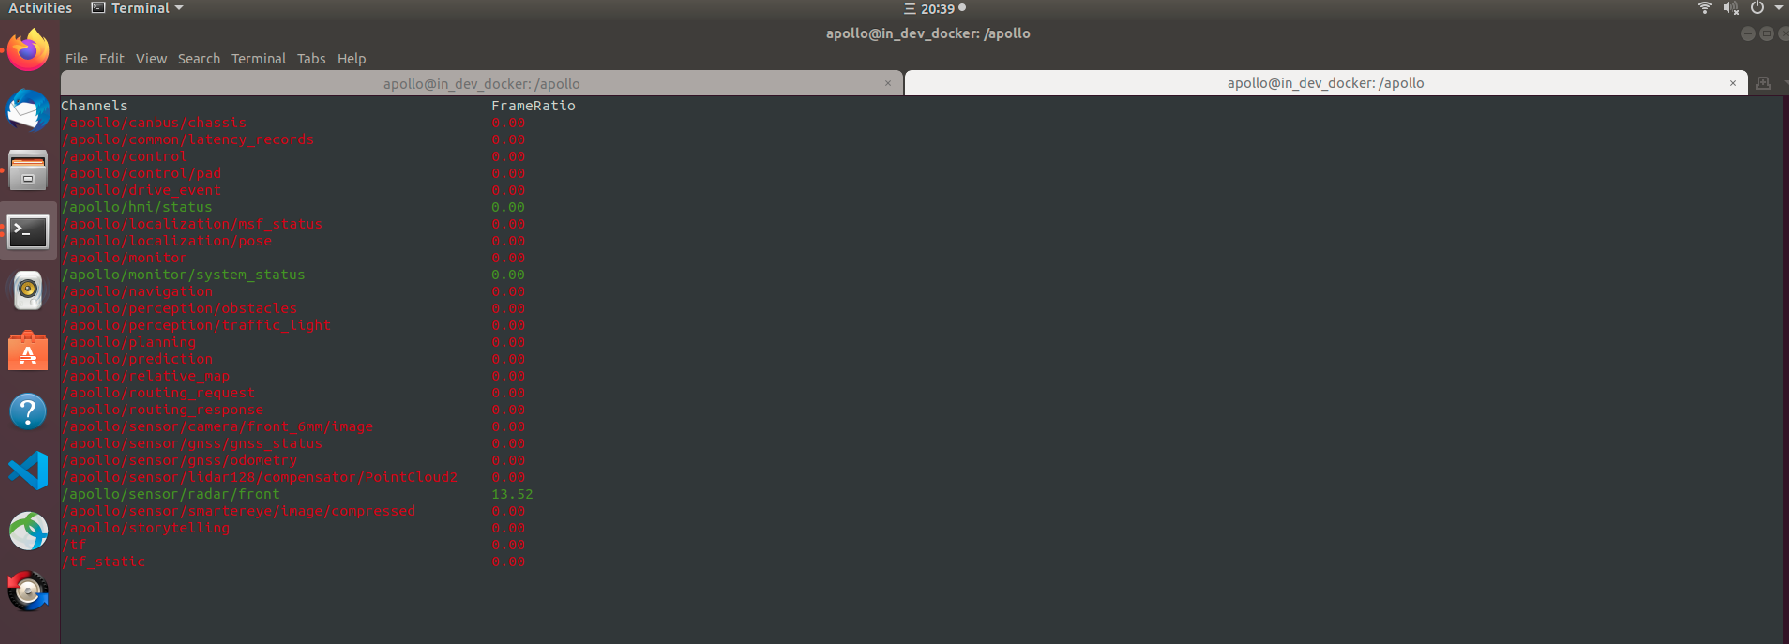 Activities Terminal 20:39
apollo@in_dev_docker: /apollo
File Edit View Search Terminal Tabs Help
apollo@in_dev_docker: /apollo × apollo@in_dev_docker: /apollo ×
Channels FrameRatio
/apollo/canbus/chassis 0.00
/apollo/common/latency_records 0.00
/apollo/control 0.00
/apollo/control/pad 0.00
/apollo/drive_event 0.00
/apollo/hmi/status 0.00
/apollo/localization/msf_status 0.00
/apollo/localization/pose 0.00
/apollo/monitor 0.00
/apollo/monitor/system_status 0.00
/apollo/navigation 0.00
/apollo/perception/obstacles 0.00
/apollo/perception/traffic_light 0.00
/apollo/planning 0.00
/apollo/prediction 0.00
/apollo/relative_map 0.00
/apollo/routing_request 0.00
/apollo/routing_response 0.00
/apollo/sensor/camera/front_6mm/image 0.00
/apollo/sensor/gnss/gnss_status 0.00
/apollo/sensor/gnss/odometry 0.00
/apollo/sensor/lidar128/compensator/PointCloud2 0.00
/apollo/sensor/radar/front 13.52
/apollo/sensor/smartereye/image/compressed 0.00
/apollo/storytelling 0.00
/tf 0.00
/tf_static 0.00